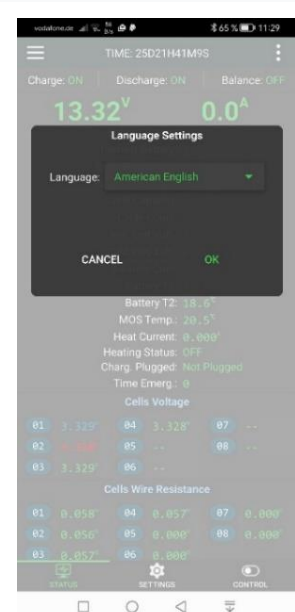 vodafone.de 65 % 11:29
TIME: 25D21H41M9S
Charge: ON Discharge: ON Balance: OFF
13.32V 0.0A
Language Settings
Language: American English
CANCEL OK
Battery T2: 18.6
MOS Temp.: 20.5
Heat Current: 0.000
Heating Status: OFF
Charg. Plugged: Not Plugged
Time Emerg.: 0
Cells Voltage
01 3.329 04 3.328 07 --
02 05 -- 08 --
03 3.329 06 --
Cells Wire Resistance
01 0.058 04 0.057 07 0.000
02 0.056 05 0.000 08 0.000
03 0.057 06 0.000
STATUS SETTINGS CONTROL